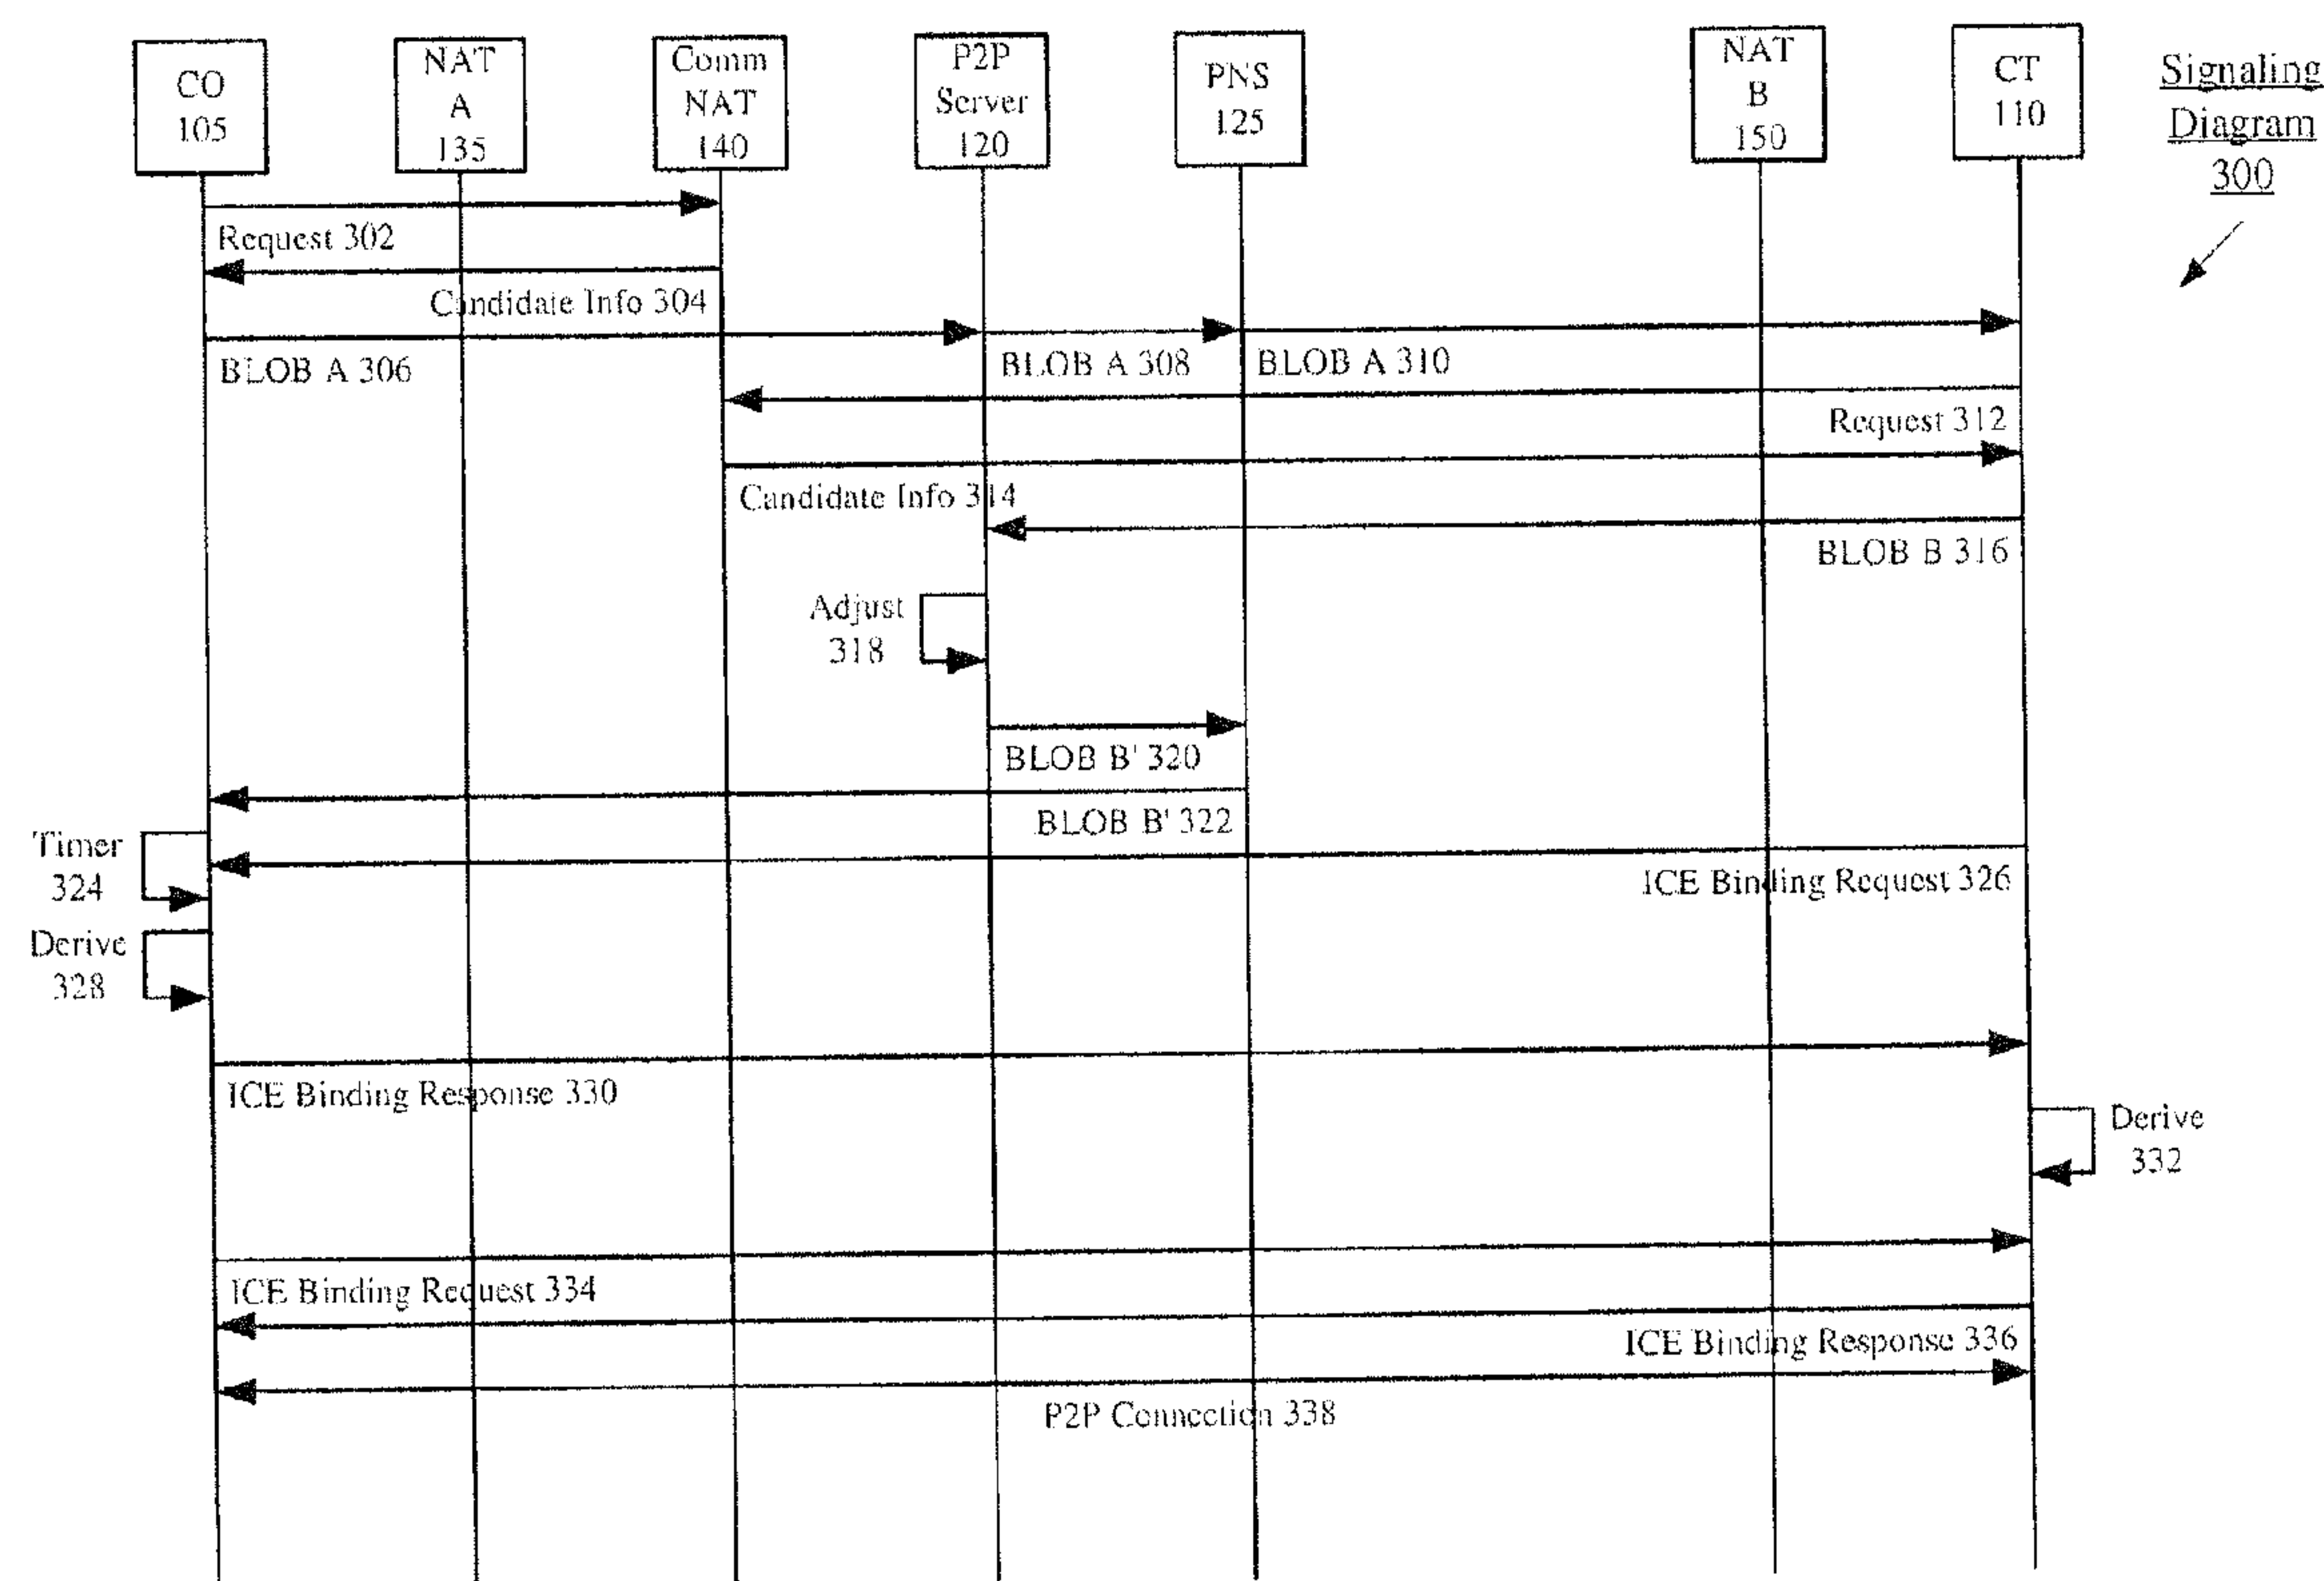 CO
105
NAT
A
135
Comm
NAT
140
P2P
Server
120
PNS
125
NAT
B
150
CT
110
Signaling
Diagram
300
Request 302
Candidate Info 304
BLOB A 306
BLOB A 308
BLOB A 310
Request 312
Candidate Info 314
BLOB B 316
Adjust
318
BLOB B' 320
BLOB B' 322
Timer
324
ICE Binding Request 326
Derive
328
ICE Binding Response 330
Derive
332
ICE Binding Request 334
ICE Binding Response 336
P2P Connection 338